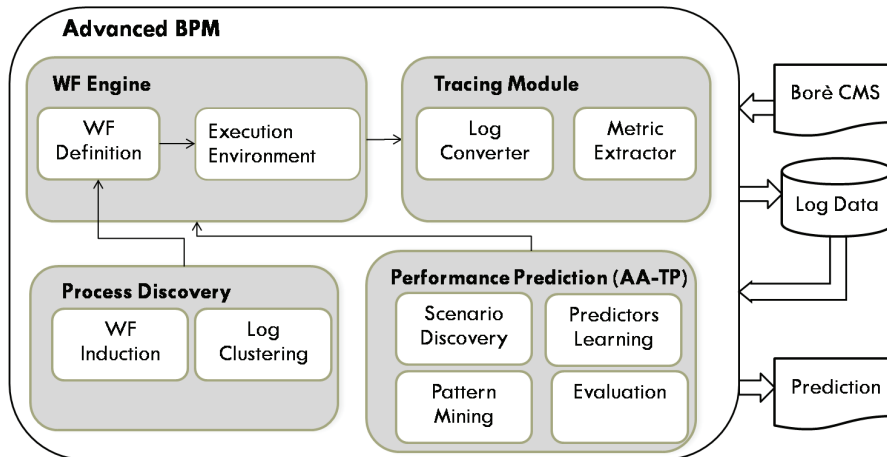 Advanced BPM
WF Engine
WF
Definition
Execution
Environment
Tracing Module
Log
Converter
Metric
Extractor
Borè CMS
Log Data
Process Discovery
WF
Induction
Log
Clustering
Performance Prediction (AA-TP)
Scenario
Discovery
Predictors
Learning
Pattern
Mining
Evaluation
Prediction